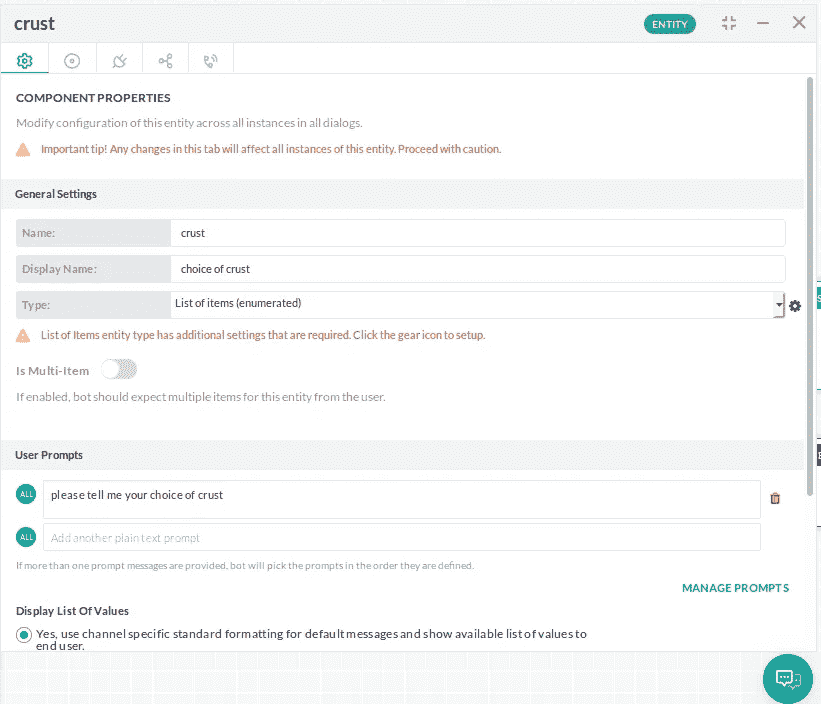 crust
ENTITY
COMPONENT PROPERTIES
Modify configuration of this entity across all instances in all dialogs.
Important tip! Any changes in this tab will affect all instances of this entity. Proceed with caution.
General Settings
Name: crust
Display Name: choice of crust
Type: List of items (enumerated)
List of Items entity type has additional settings that are required. Click the gear icon to setup.
Is Multi-Item
If enabled, bot should expect multiple items for this entity from the user.
User Prompts
ALL please tell me your choice of crust
ALL Add another plain text prompt
If more than one prompt messages are provided, bot will pick the prompts in the order they are defined.
MANAGE PROMPTS
Display List Of Values
Yes, use channel specific standard formatting for default messages and show available list of values to
end user.